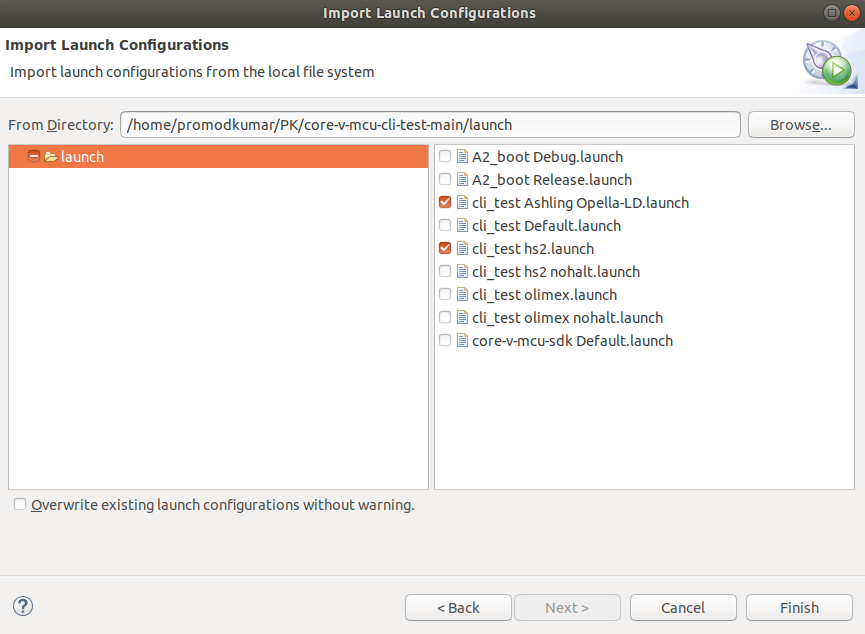 Import Launch Configurations
Import Launch Configurations
Import launch configurations from the local file system
From Directory: /home/promodkumar/PK/core-v-mcu-cli-test-main/launch Browse...
launch
A2_boot Debug.launch
A2_boot Release.launch
cli_test Ashling Opella-LD.launch
cli_test Default.launch
cli_test hs2.launch
cli_test hs2 nohalt.launch
cli_test olimex.launch
cli_test olimex nohalt.launch
core-v-mcu-sdk Default.launch
Overwrite existing launch configurations without warning.
? < Back Next > Cancel Finish